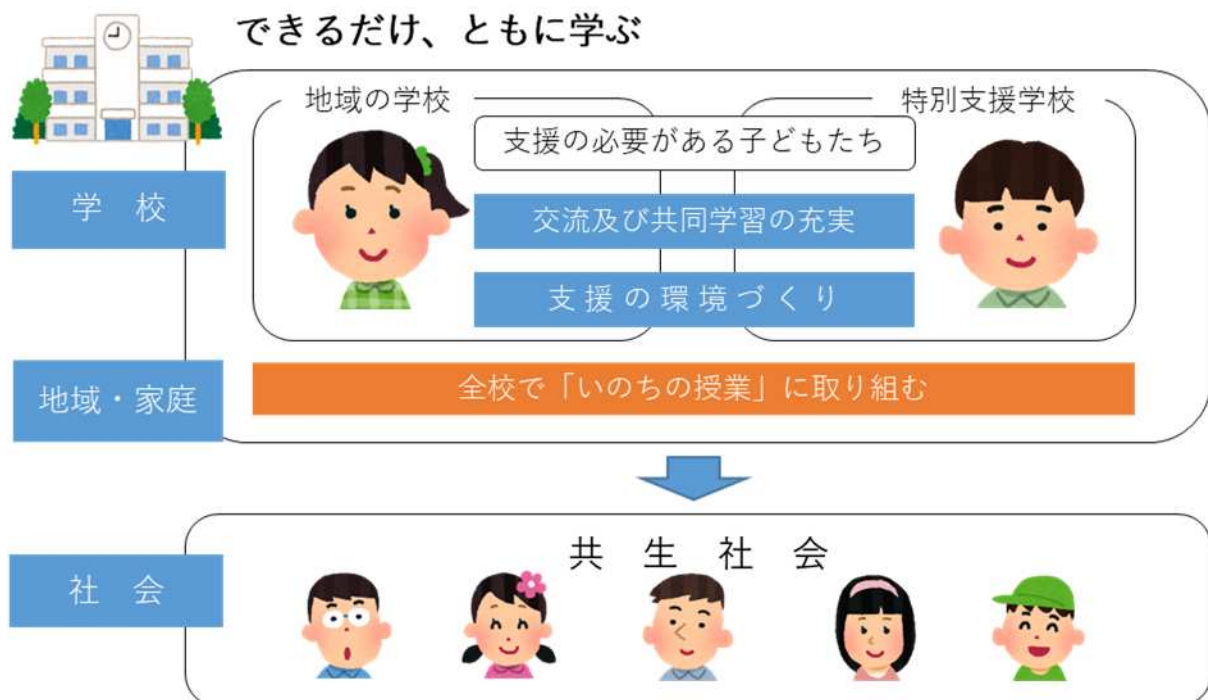 できるだけ、ともに学ぶ
地域の学校
特別支援学校
支援の必要がある子どもたち
学　校
交流及び共同学習の充実
支援の環境づくり
地域・家庭
全校で「いのちの授業」に取り組む
共　生　社　会
社　会